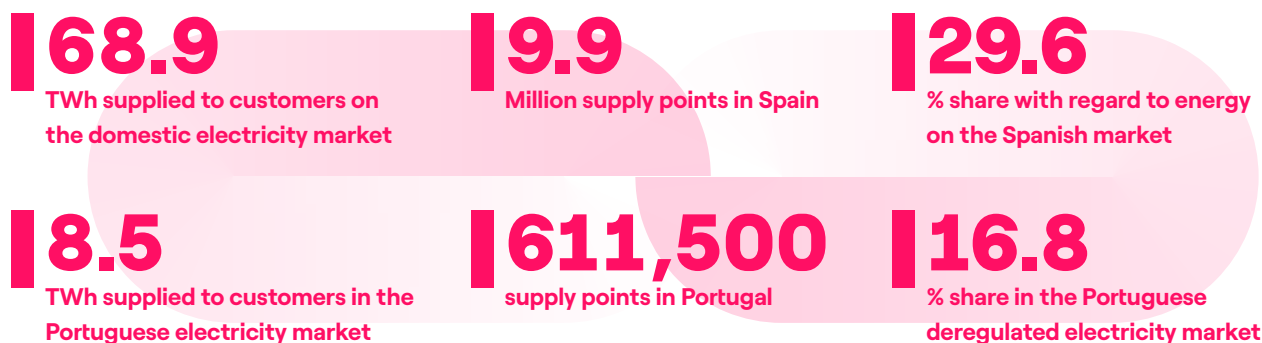 68.9
TWh supplied to customers on
the domestic electricity market
9.9
Million supply points in Spain
29.6
% share with regard to energy
on the Spanish market
8.5
TWh supplied to customers in the
Portuguese electricity market
611,500
supply points in Portugal
16.8
% share in the Portuguese
deregulated electricity market